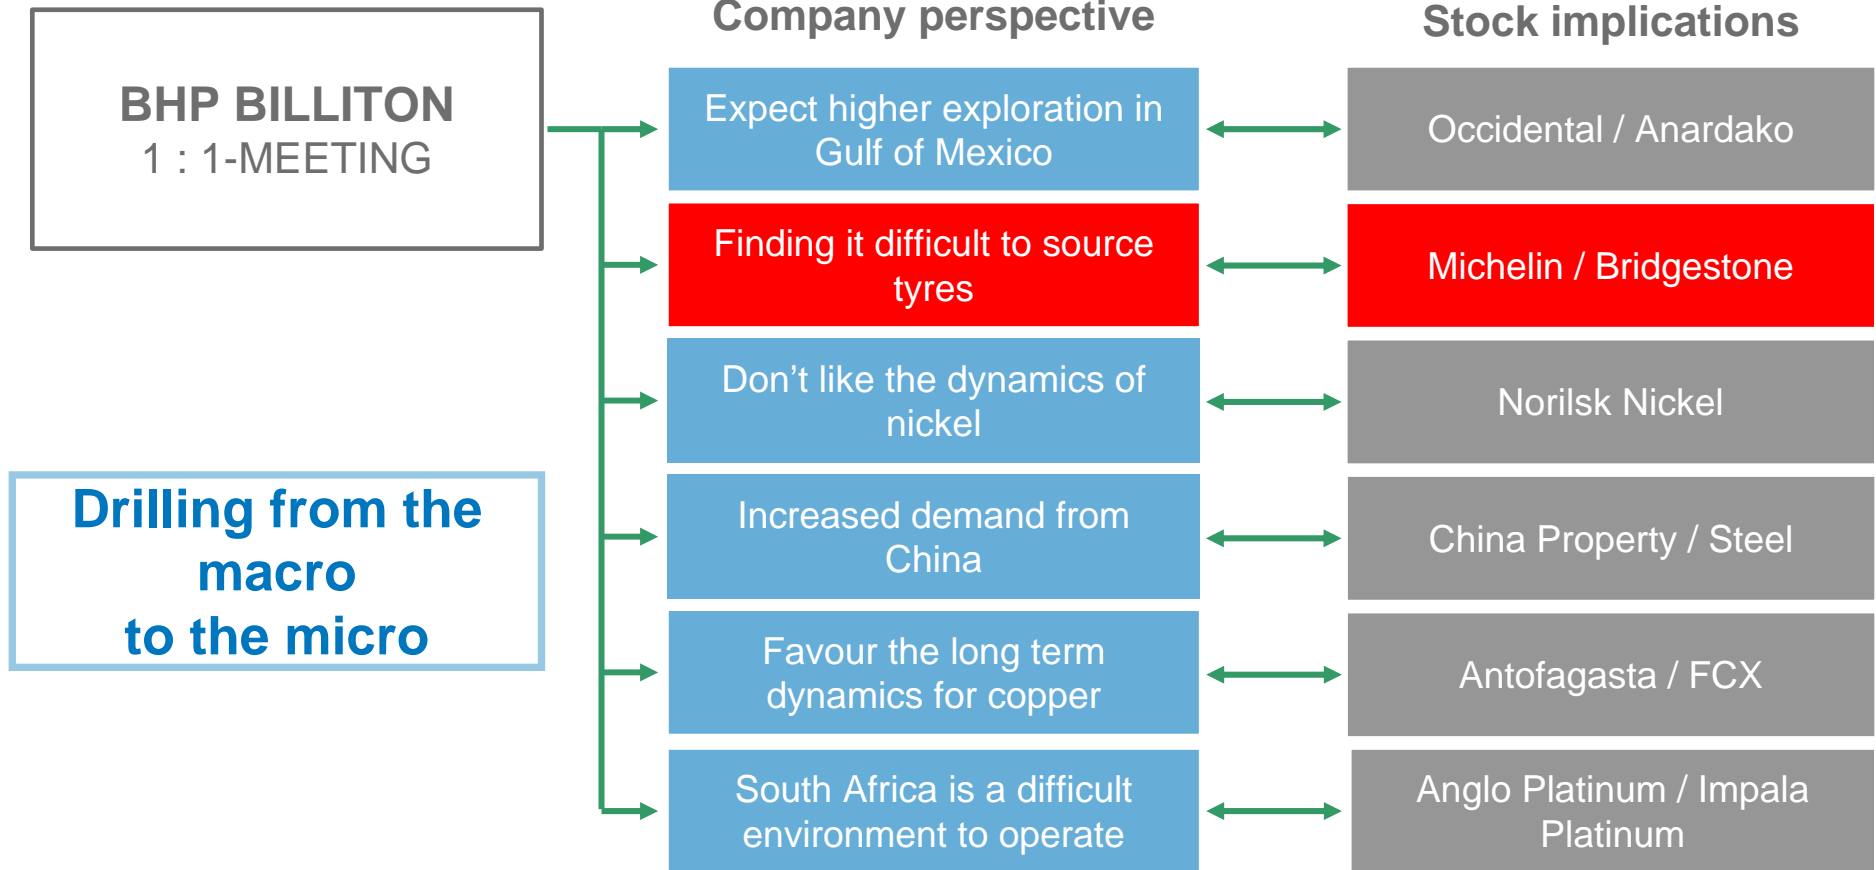 Company perspective
Stock implications
BHP BILLITON
1 : 1-MEETING
Expect higher exploration in
Gulf of Mexico
Occidental / Anardako
Finding it difficult to source
tyres
Michelin / Bridgestone
Don’t like the dynamics of
nickel
Norilsk Nickel
Drilling from the
macro
to the micro
Increased demand from
China
China Property / Steel
Favour the long term
dynamics for copper
Antofagasta / FCX
South Africa is a difficult
environment to operate
Anglo Platinum / Impala
Platinum